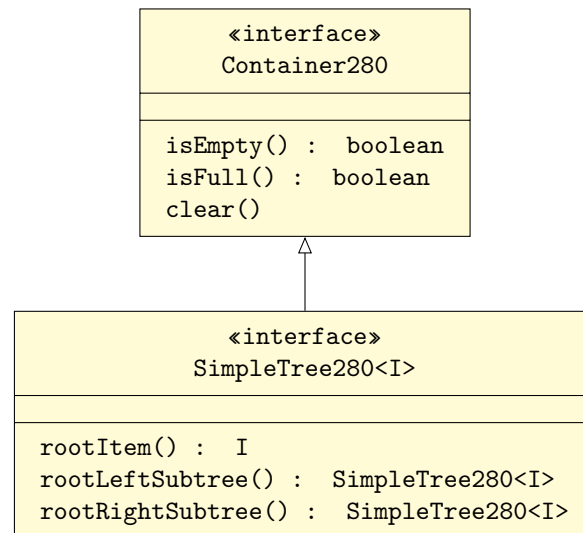 «interface»
Container280
isEmpty() : boolean
isFull() : boolean
clear()
«interface»
SimpleTree280<I>
rootItem() : I
rootLeftSubtree() : SimpleTree280<I>
rootRightSubtree() : SimpleTree280<I>